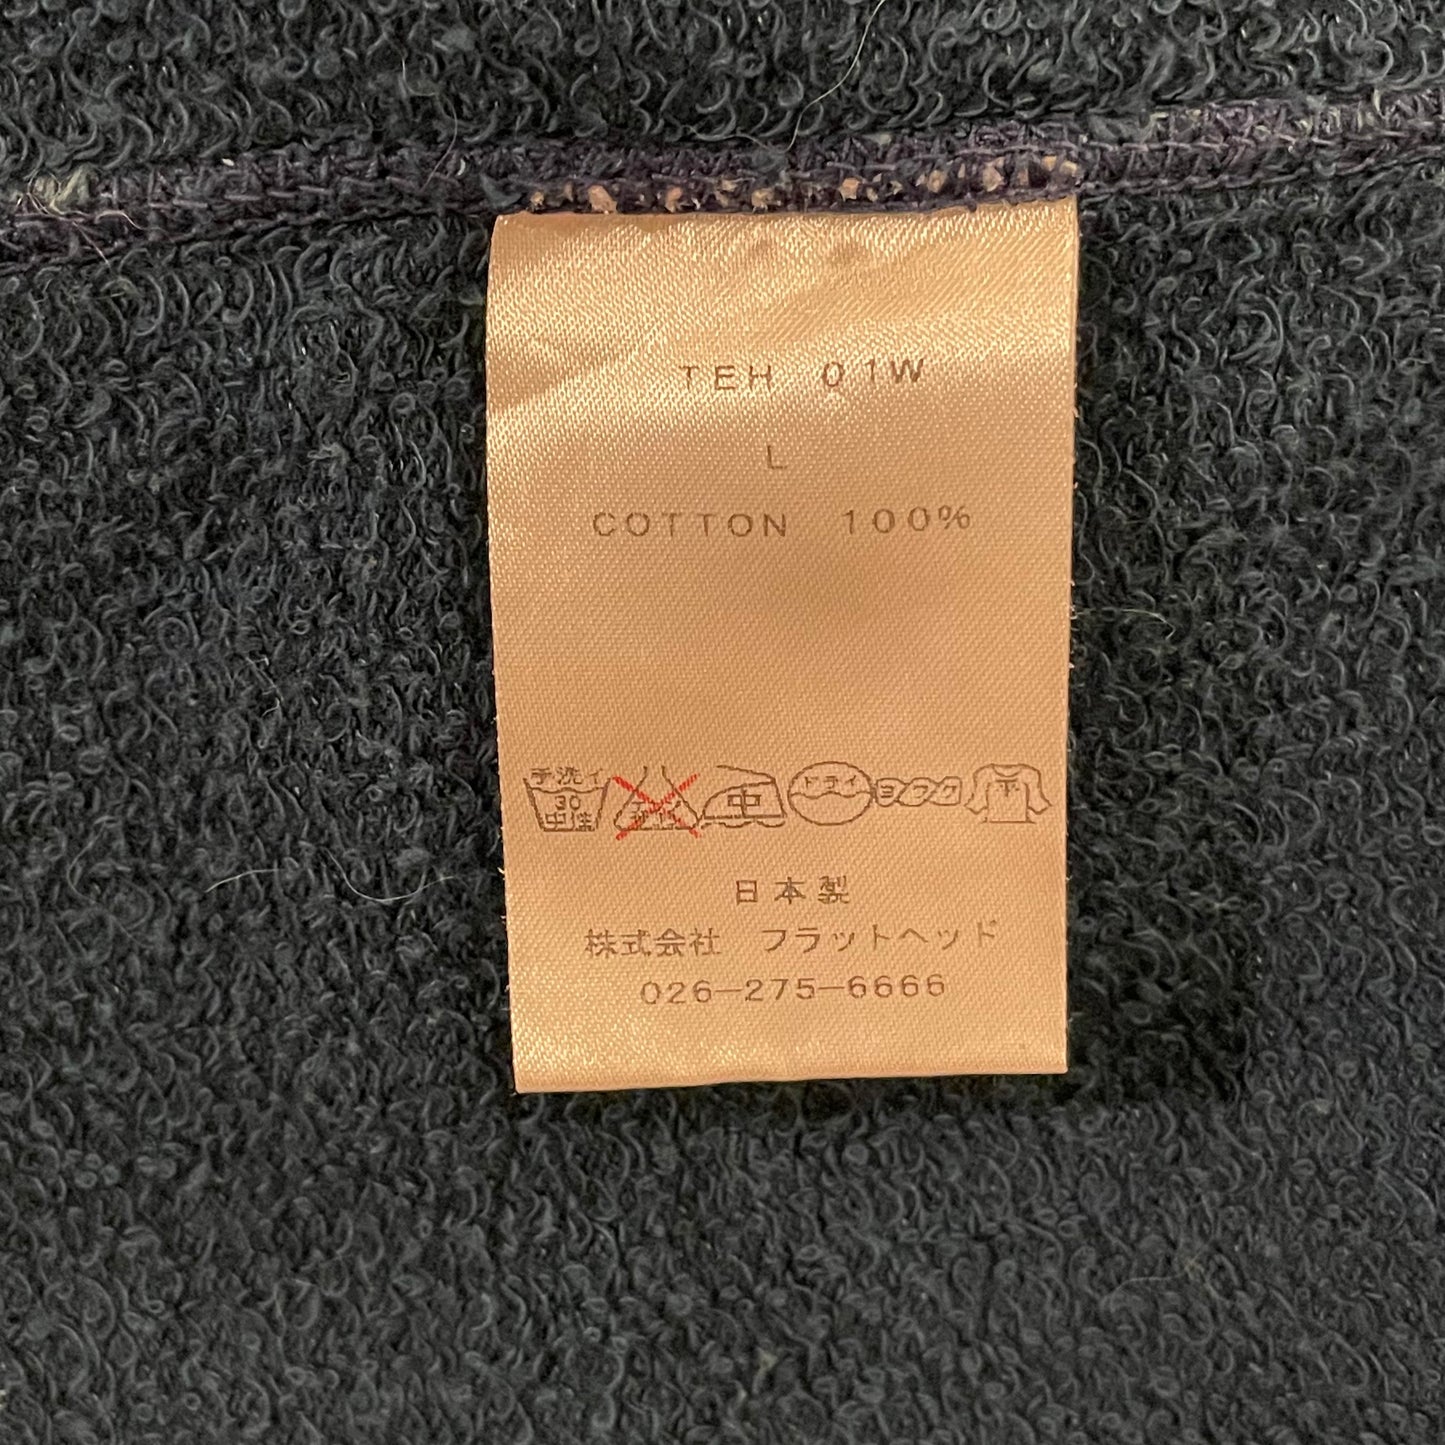 TEH 01W
L
COTTON 100%
手洗イ
30
中性
中
ドライ
ヨワク
平
日本製
株式会社 フラットヘッド
026-275-6666